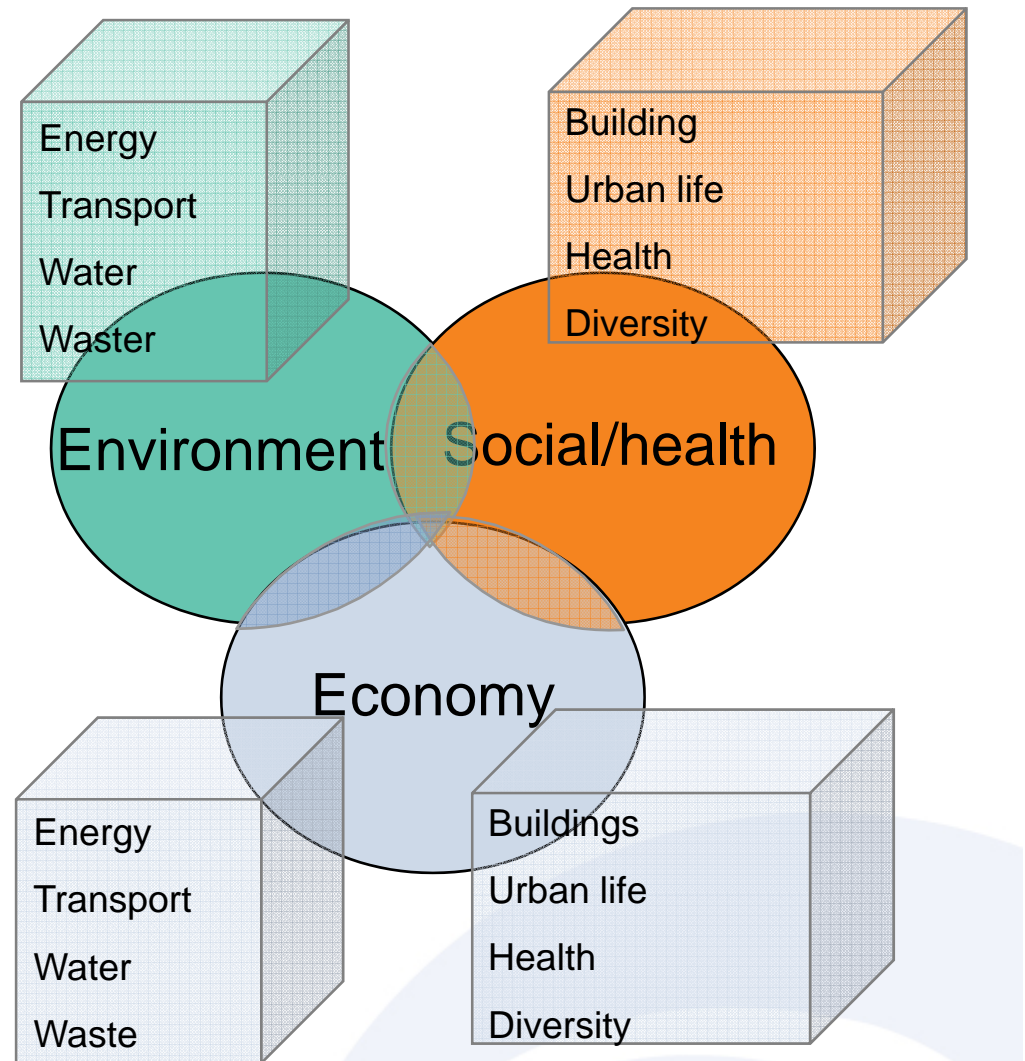 Energy
Transport
Water
Waster
Building
Urban life
Health
Diversity
Environment
Social/health
Economy
Energy
Transport
Water
Waste
Buildings
Urban life
Health
Diversity